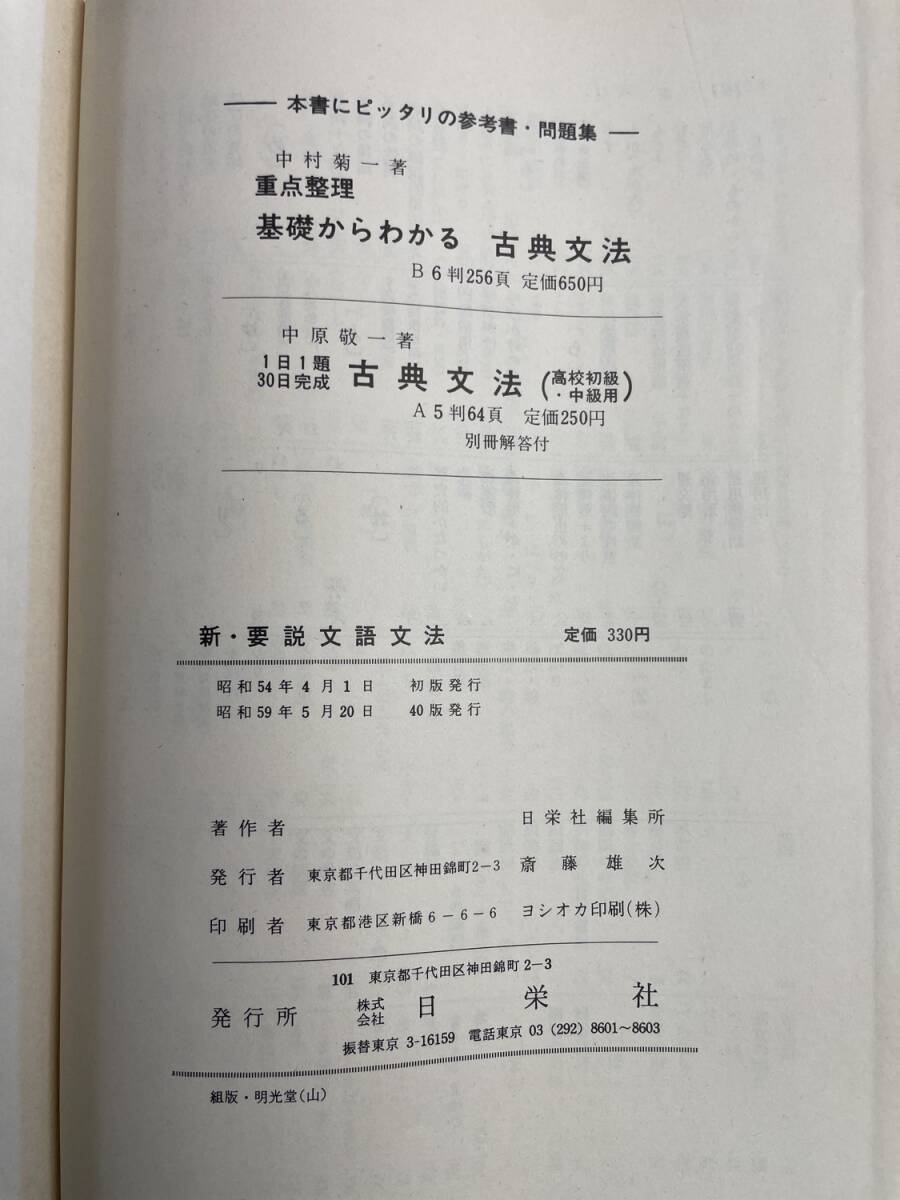 本書にピッタリの参考書・問題集
中村菊一著
重点整理
基礎からわかる 古典文法
B6判256頁 定価650円
中原敬一著
1日1題
30日完成 古典文法 (高校初級・中級用)
A5判64頁 定価250円
別冊解答付
新・要説文語文法 定価 330円
昭和54年4月1日 初版発行
昭和59年5月20日 40版発行
著作者 日栄社編集所
発行者 東京都千代田区神田錦町2-3 斎藤雄次
印刷者 東京都港区新橋6-6-6 ヨシオカ印刷(株)
101 東京都千代田区神田錦町2-3
発行所 株式会社 日栄社
振替東京 3-16159 電話東京 03 (292) 8601~8603
組版・明光堂(山)